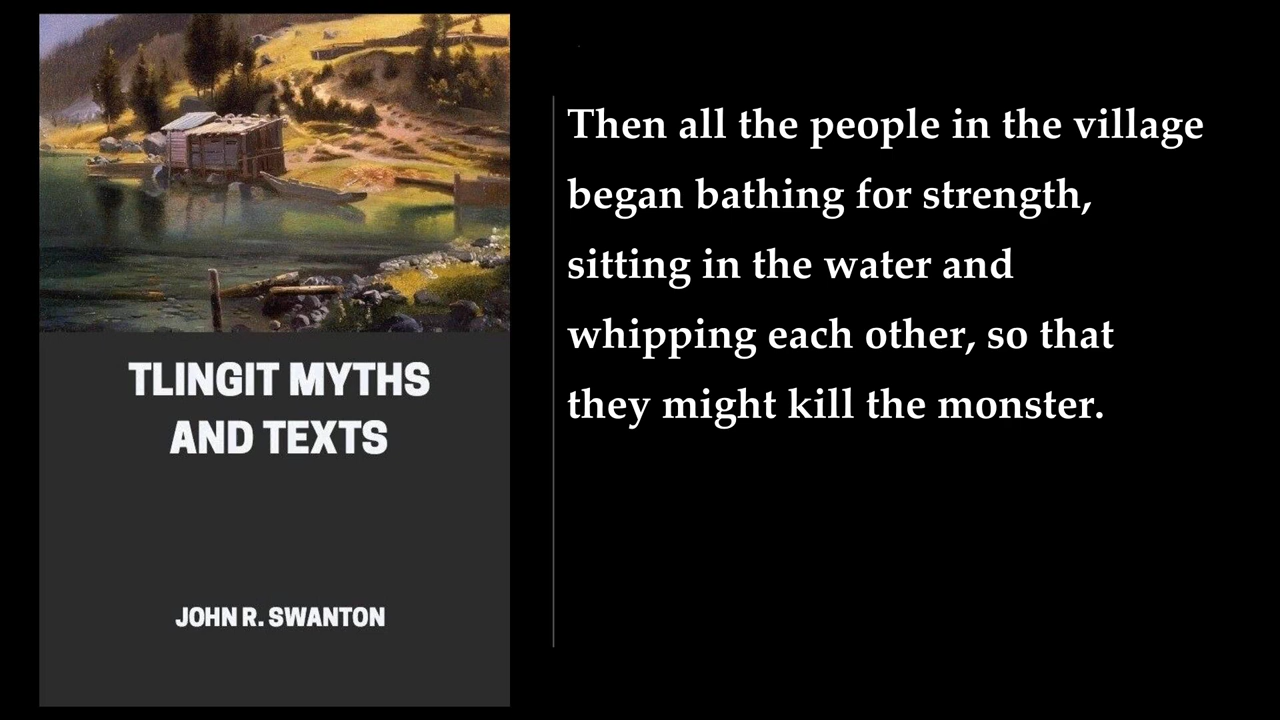 TLINGIT MYTHS
AND TEXTS
JOHN R. SWANTON
Then all the people in the village
began bathing for strength,
sitting in the water and
whipping each other, so that
they might kill the monster.